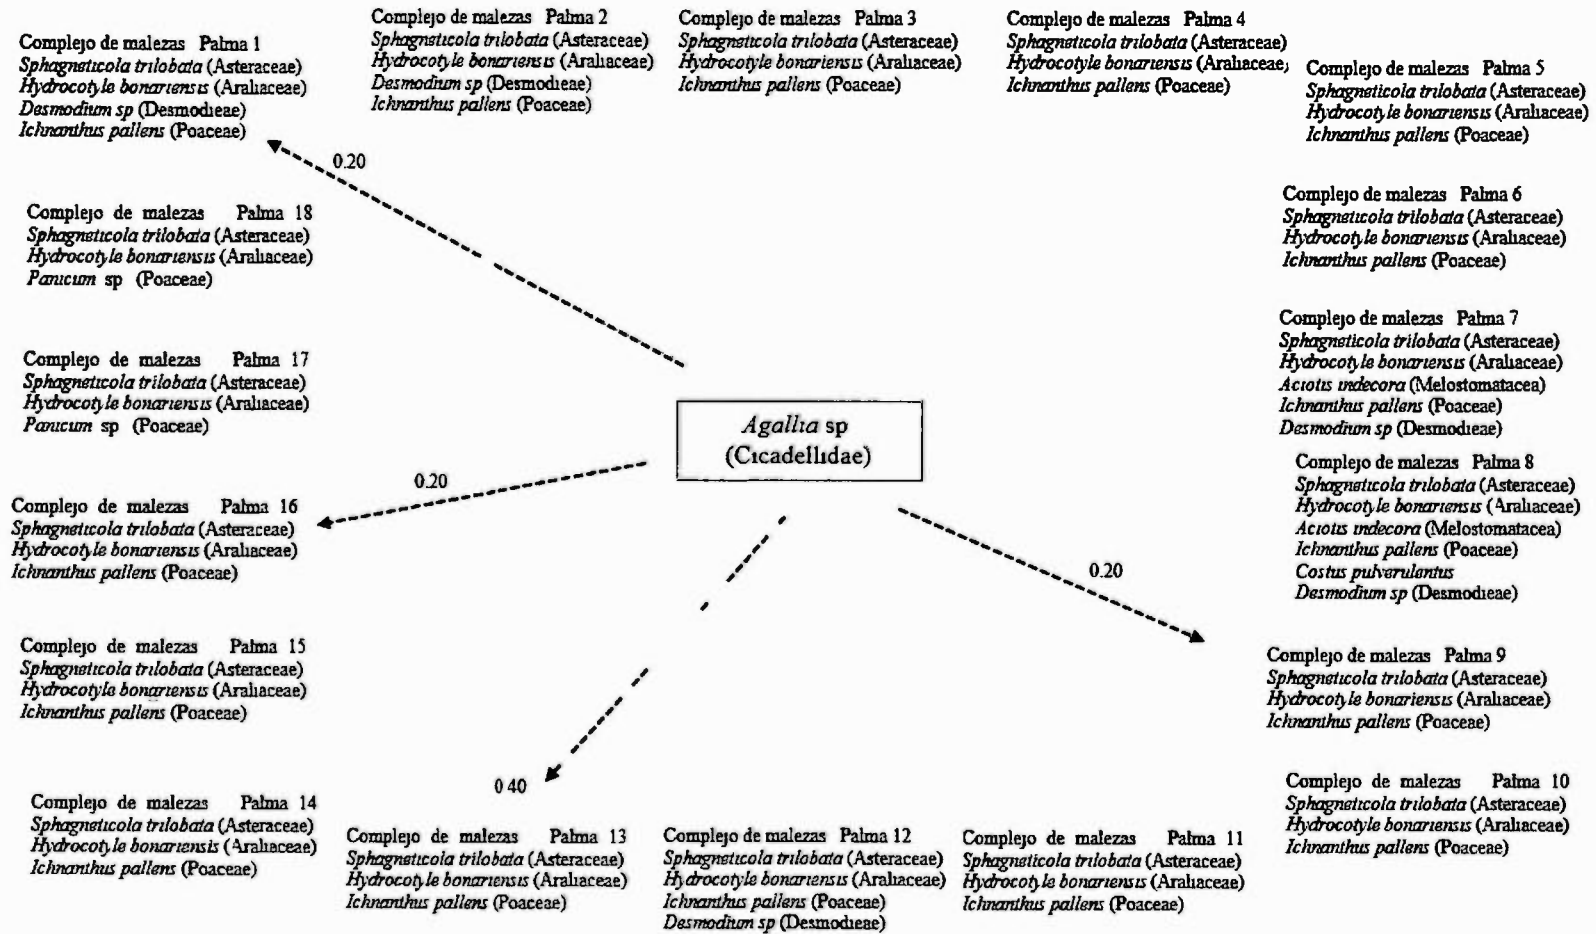 Complejo de malezas Palma 1
Sphagneticola trilobata (Asteraceae)
Hydrocotyle bonariensis (Araliaceae)
Desmodium sp (Desmodieae)
Ichnanthus pallens (Poaceae)
Complejo de malezas Palma 2
Sphagneticola trilobata (Asteraceae)
Hydrocotyle bonariensis (Araliaceae)
Desmodium sp (Desmodieae)
Ichnanthus pallens (Poaceae)
Complejo de malezas Palma 3
Sphagneticola trilobata (Asteraceae)
Hydrocotyle bonariensis (Araliaceae)
Ichnanthus pallens (Poaceae)
Complejo de malezas Palma 4
Sphagneticola trilobata (Asteraceae)
Hydrocotyle bonariensis (Araliaceae)
Ichnanthus pallens (Poaceae)
Complejo de malezas Palma 5
Sphagneticola trilobata (Asteraceae)
Hydrocotyle bonariensis (Araliaceae)
Ichnanthus pallens (Poaceae)
0.20
Complejo de malezas Palma 18
Sphagneticola trilobata (Asteraceae)
Hydrocotyle bonariensis (Araliaceae)
Panicum sp (Poaceae)
Complejo de malezas Palma 6
Sphagneticola trilobata (Asteraceae)
Hydrocotyle bonariensis (Araliaceae)
Ichnanthus pallens (Poaceae)
Complejo de malezas Palma 17
Sphagneticola trilobata (Asteraceae)
Hydrocotyle bonariensis (Araliaceae)
Panicum sp (Poaceae)
Complejo de malezas Palma 7
Sphagneticola trilobata (Asteraceae)
Hydrocotyle bonariensis (Araliaceae)
Aciotis indecora (Melostomatacea)
Ichnanthus pallens (Poaceae)
Desmodium sp (Desmodieae)
Agallia sp
(Cicadellidae)
0.20
Complejo de malezas Palma 16
Sphagneticola trilobata (Asteraceae)
Hydrocotyle bonariensis (Araliaceae)
Ichnanthus pallens (Poaceae)
Complejo de malezas Palma 8
Sphagneticola trilobata (Asteraceae)
Hydrocotyle bonariensis (Araliaceae)
Aciotis indecora (Melostomatacea)
Ichnanthus pallens (Poaceae)
Costus pulverulentus
Desmodium sp (Desmodieae)
0.20
Complejo de malezas Palma 15
Sphagneticola trilobata (Asteraceae)
Hydrocotyle bonariensis (Araliaceae)
Ichnanthus pallens (Poaceae)
Complejo de malezas Palma 9
Sphagneticola trilobata (Asteraceae)
Hydrocotyle bonariensis (Araliaceae)
Ichnanthus pallens (Poaceae)
0 40
Complejo de malezas Palma 14
Sphagneticola trilobata (Asteraceae)
Hydrocotyle bonariensis (Araliaceae)
Ichnanthus pallens (Poaceae)
Complejo de malezas Palma 13
Sphagneticola trilobata (Asteraceae)
Hydrocotyle bonariensis (Araliaceae)
Ichnanthus pallens (Poaceae)
Complejo de malezas Palma 12
Sphagneticola trilobata (Asteraceae)
Hydrocotyle bonariensis (Araliaceae)
Ichnanthus pallens (Poaceae)
Desmodium sp (Desmodieae)
Complejo de malezas Palma 11
Sphagneticola trilobata (Asteraceae)
Hydrocotyle bonariensis (Araliaceae)
Ichnanthus pallens (Poaceae)
Complejo de malezas Palma 10
Sphagneticola trilobata (Asteraceae)
Hydrocotyle bonariensis (Araliaceae)
Ichnanthus pallens (Poaceae)